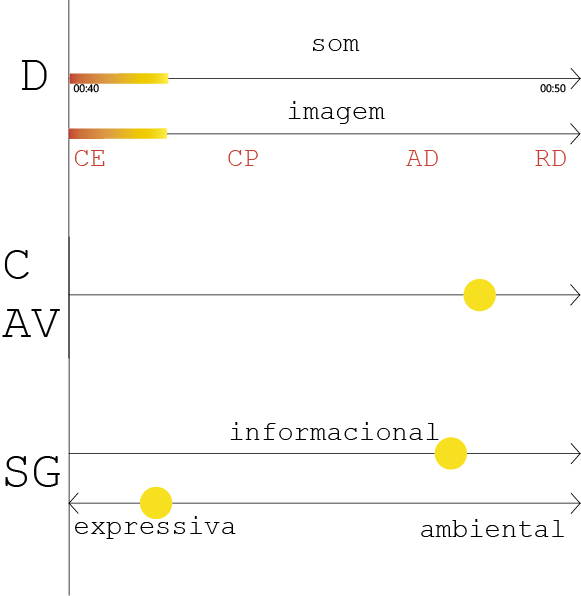 som
D
00:40 00:50
imagem
CE CP AD RD
C
AV
informacional
SG
expressiva ambiental